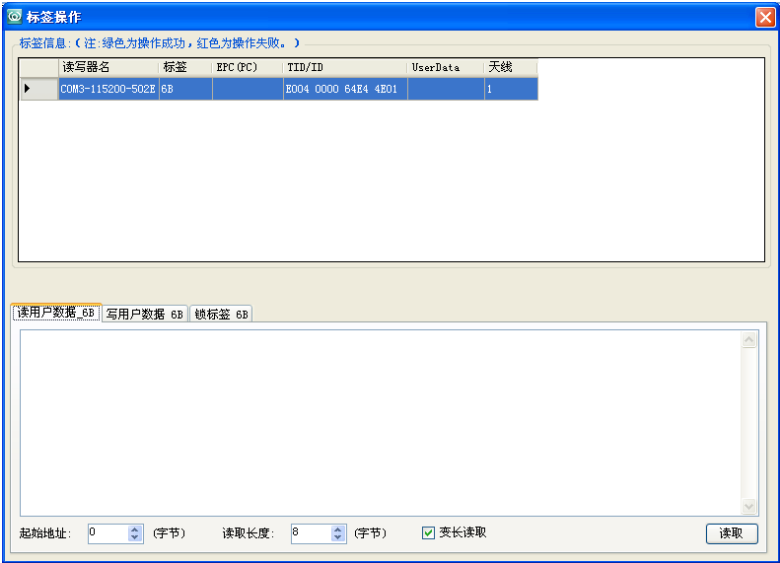 标签操作
标签信息:(注:绿色为操作成功，红色为操作失败。)
读写器名 标签 EPC(PC) TID/ID UserData 天线
COM3-115200-502E 6B E004 0000 64E4 4E01 1
读用户数据_6B 写用户数据 6B 锁标签 6B
起始地址: 0 (字节) 读取长度: 8 (字节) 变长读取 读取